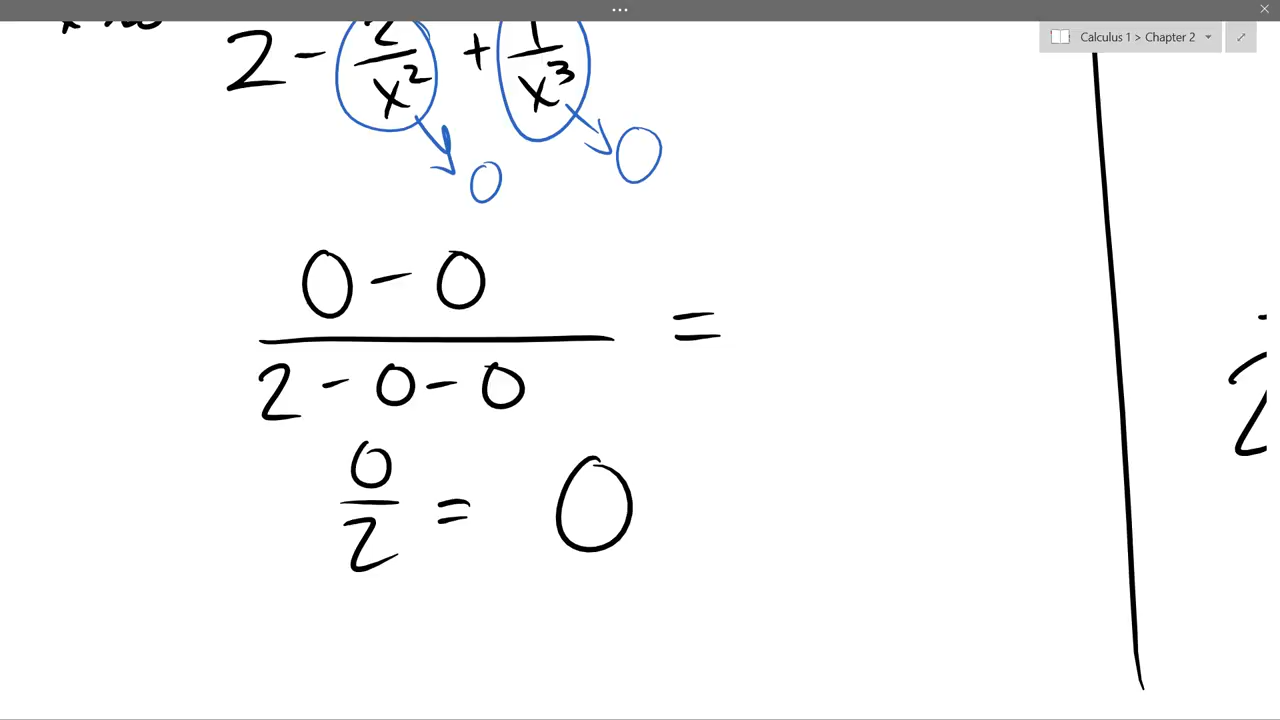 Calculus 1 > Chapter 2
2 - 2/x² + 1/x³
0 0
0 - 0 =
2 - 0 - 0
0/2 = 0
2